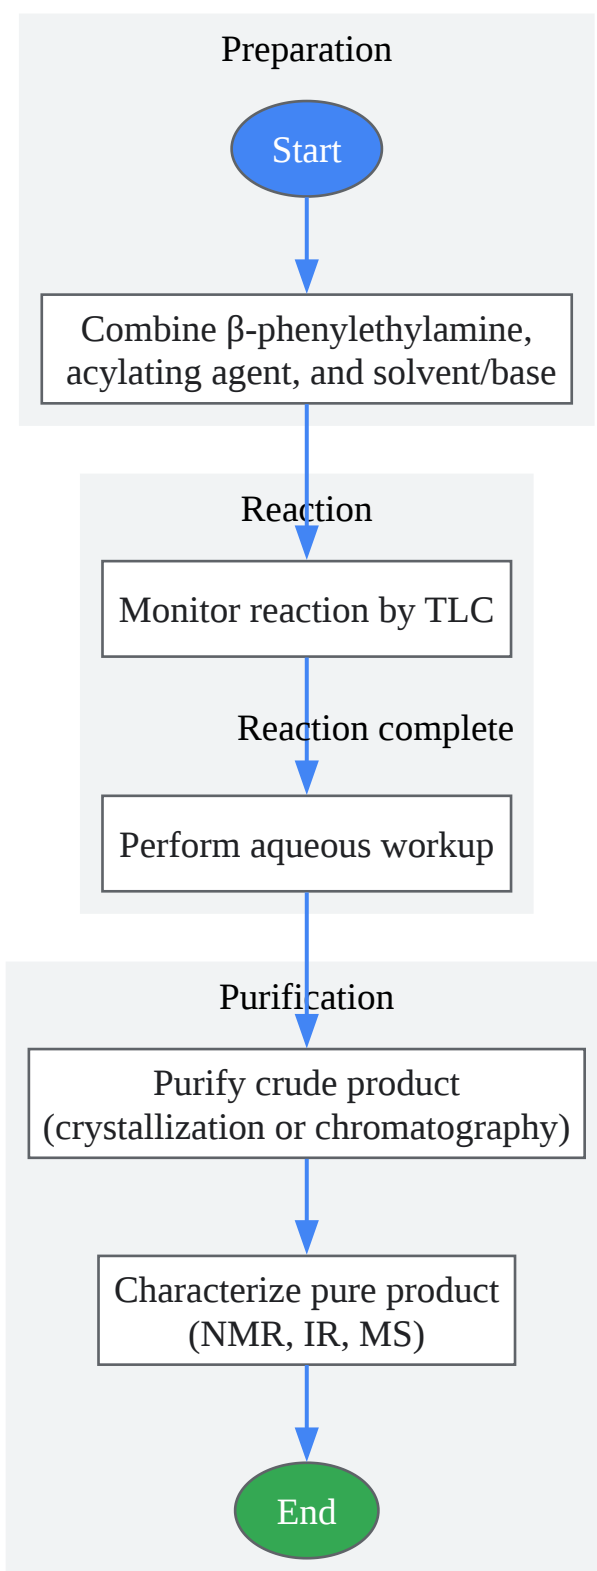 Preparation
Start
Combine β-phenylethylamine,
acylating agent, and solvent/base
Reaction
Monitor reaction by TLC
Reaction complete
Perform aqueous workup
Purification
Purify crude product
(crystallization or chromatography)
Characterize pure product
(NMR, IR, MS)
End